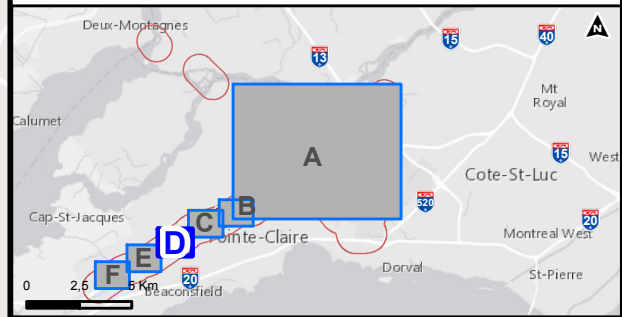 Deux-Montagnes
N
15
40
13
Mt
Royal
Calumet
A
15
West
Cote-St-Luc
520
B
Cap-St-Jacques
C
20
D
Pointe-Claire
Montreal West
E
Dorval
F
20
St-Pierre
0
2,5
5 Km
Beaconsfield